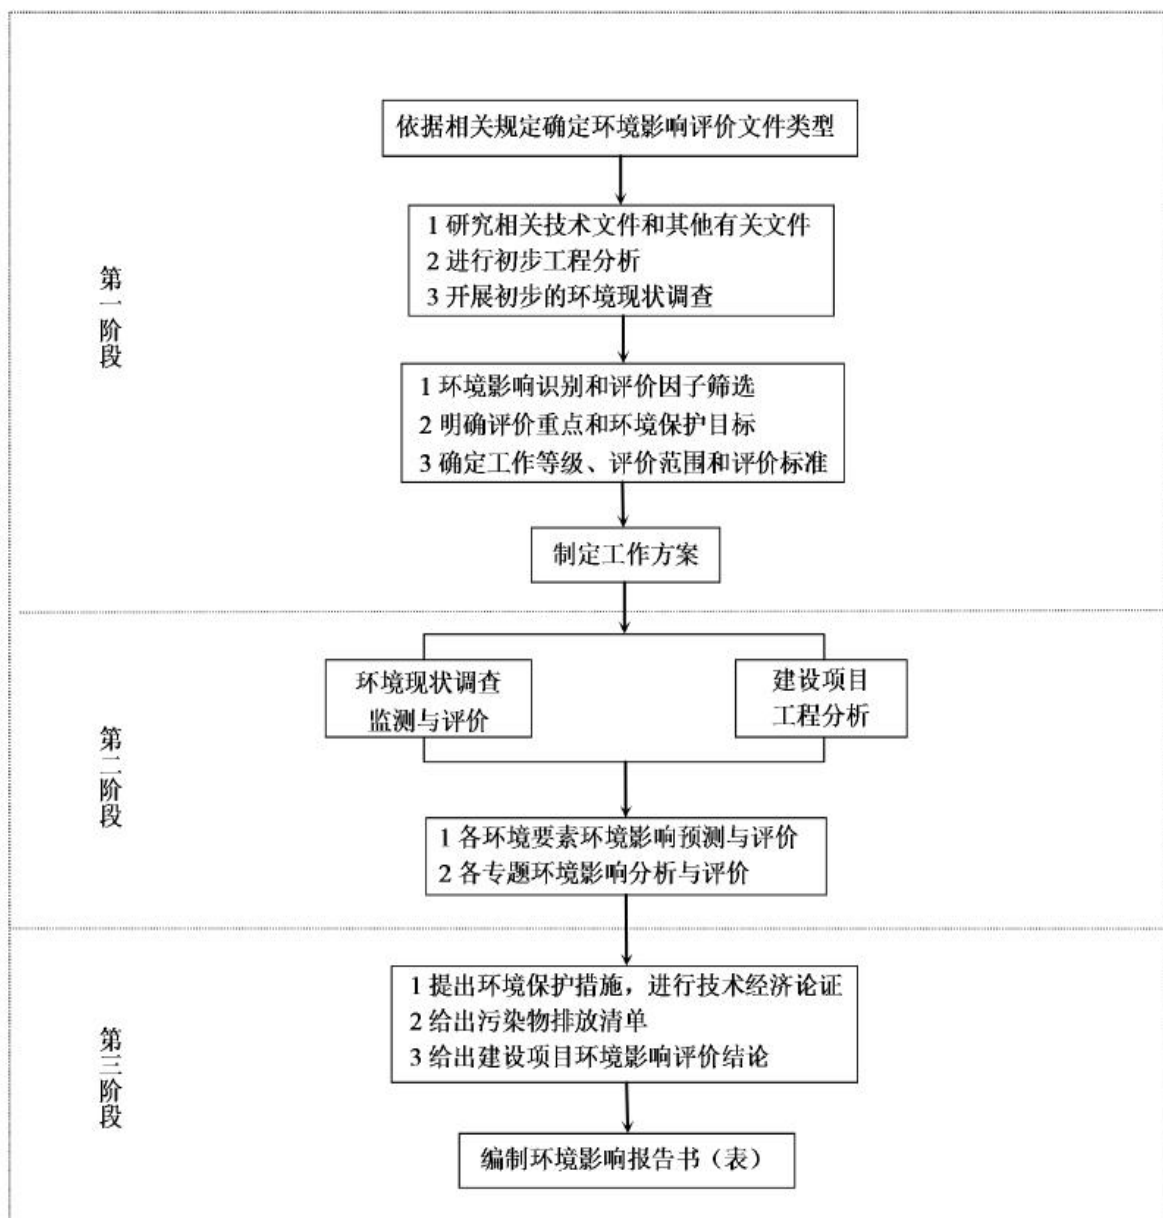 依据相关规定确定环境影响评价文件类型
1 研究相关技术文件和其他有关文件
2 进行初步工程分析
3 开展初步的环境现状调查
第一阶段
1 环境影响识别和评价因子筛选
2 明确评价重点和环境保护目标
3 确定工作等级、评价范围和评价标准
制定工作方案
环境现状调查
监测与评价
建设项目
工程分析
第二阶段
1 各环境要素环境影响预测与评价
2 各专题环境影响分析与评价
1 提出环境保护措施，进行技术经济论证
2 给出污染物排放清单
3 给出建设项目环境影响评价结论
第三阶段
编制环境影响报告书（表）